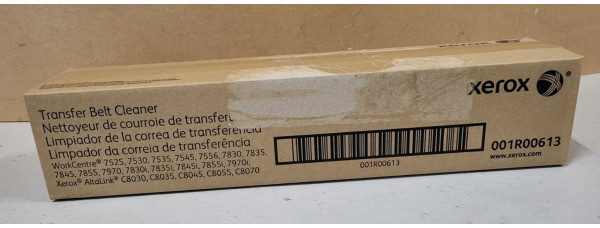 xerox
Transfer Belt Cleaner
Nettoyeur de courroie de transfert
Limpiador de la correa de transferencia
Limpador da correia de transferência
WorkCentre® 7525, 7530, 7535, 7545, 7556, 7830, 7835,
7845, 7855, 7970, 7830i, 7835i, 7845i, 7855i, 7970i,
Xerox® AltaLink® C8030, C8035, C8045, C8055, C8070
001R00613
001R00613
www.xerox.com